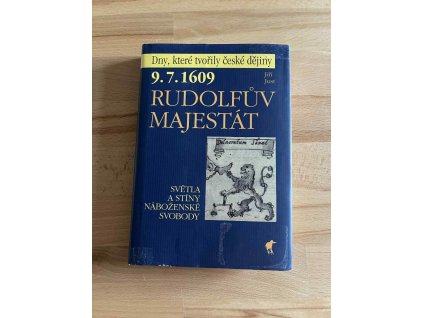 Dny, které tvořily české dějiny
9.7.1609
Jiří
Just
RUDOLFŮV
MAJESTÁT
SVĚTLA
A STÍNY
NÁBOŽENSKÉ
SVOBODY